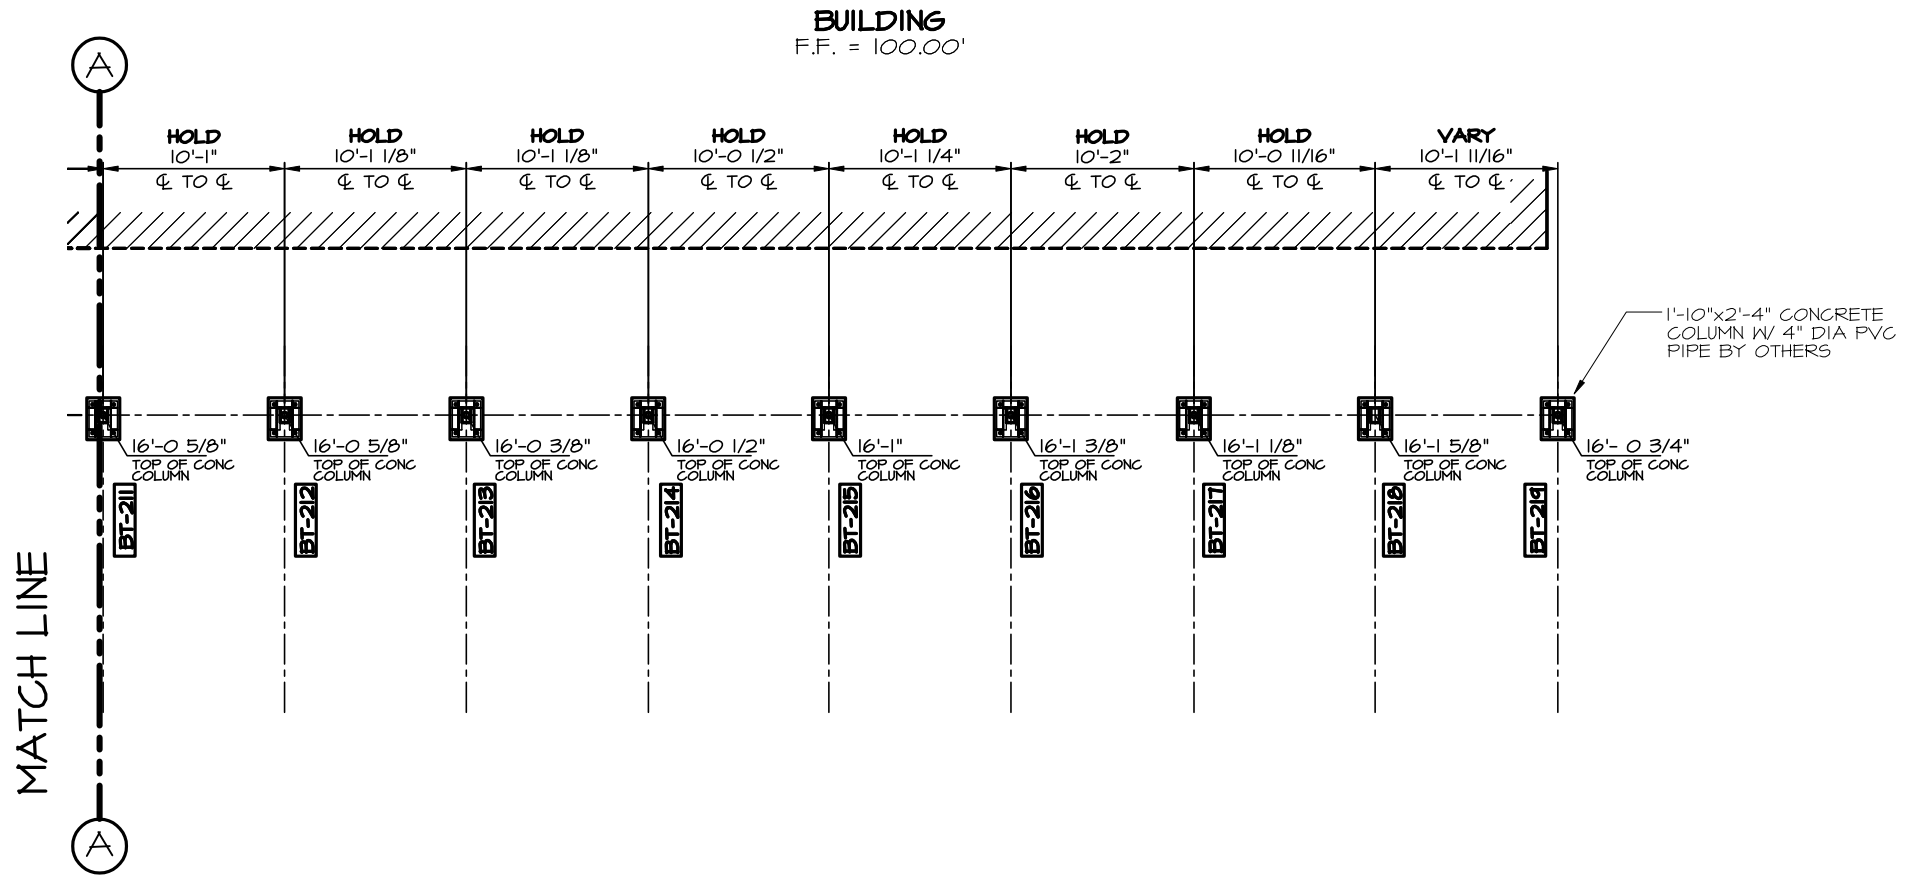 BUILDING
F.F. = 100.00'
A
HOLD
10'-1"
℄ TO ℄
HOLD
10'-1 1/8"
℄ TO ℄
HOLD
10'-1 1/8"
℄ TO ℄
HOLD
10'-0 1/2"
℄ TO ℄
HOLD
10'-1 1/4"
℄ TO ℄
HOLD
10'-2"
℄ TO ℄
HOLD
10'-0 11/16"
℄ TO ℄
VARY
10'-1 11/16"
℄ TO ℄
1'-10"x2'-4" CONCRETE
COLUMN W/ 4" DIA PVC
PIPE BY OTHERS
16'-0 5/8"
TOP OF CONC
COLUMN
16'-0 5/8"
TOP OF CONC
COLUMN
16'-0 3/8"
TOP OF CONC
COLUMN
16'-0 1/2"
TOP OF CONC
COLUMN
16'-1"
TOP OF CONC
COLUMN
16'-1 3/8"
TOP OF CONC
COLUMN
16'-1 1/8"
TOP OF CONC
COLUMN
16'-1 5/8"
TOP OF CONC
COLUMN
16'- 0 3/4"
TOP OF CONC
COLUMN
BT-211
BT-212
BT-213
BT-214
BT-215
BT-216
BT-217
BT-218
BT-219
MATCH LINE
A